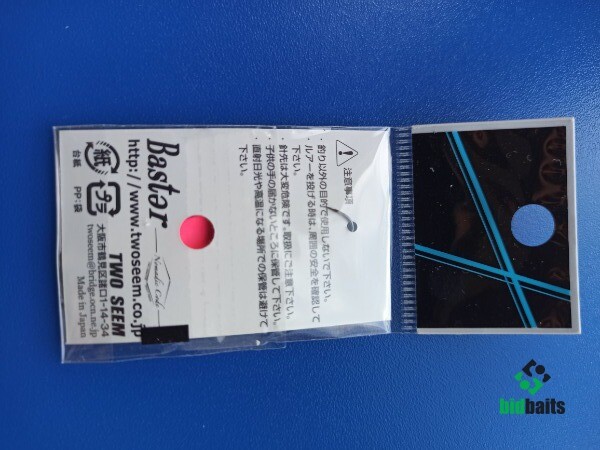 注意事項
・釣り以外の目的で使用しないで下さい。
・ルアーを投げる時は、周囲の安全を確認して
下さい。
・針先は大変危険です。取扱にご注意下さい。
・子供の手の届かないところに保管して下さい。
・直射日光や高温になる場所での保管は避けて
下さい。
Bastar
http://www.twoseem.co.jp
紙
台紙
プラ
PP:袋
TWO SEEM
大阪市鶴見区諸口1-14-34
twoseem@bridge.ocn.ne.jp
Made in Japan
bidbaits